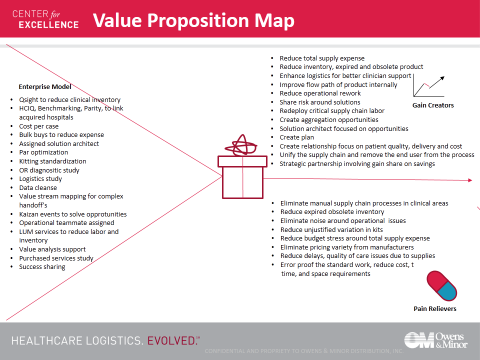 CENTER for
EXCELLENCE
Value Proposition Map
Enterprise Model
• Qsight to reduce clinical inventory
• HCIQ, Benchmarking, Parity, to link
acquired hospitals
• Cost per case
• Bulk buys to reduce expense
• Assigned solution architect
• Par optimization
• Kitting standardization
• OR diagnostic study
• Logistics study
• Data cleanse
• Value stream mapping for complex
handoff's
• Kaizan events to solve opprotunities
• Operational teammate assigned
• LUM services to reduce labor and
inventory
• Value analysis support
• Purchased services study
• Success sharing
• Reduce total supply expense
• Reduce inventory, expired and obsolete product
• Enhance logistics for better clinician support
• Improve flow path of product internally
• Reduce operational rework
• Share risk around solutions
• Redeploy critical supply chain labor
• Create aggregation opportunities
• Solution architect focused on opportunities
• Create plan
• Create relationship focus on patient quality, delivery and cost
• Unify the supply chain and remove the end user from the process
• Strategic partnership involving gain share on savings
Gain Creators
• Eliminate manual supply chain processes in clinical areas
• Reduce expired obsolete inventory
• Eliminate noise around operational issues
• Reduce unjustified variation in kits
• Reduce budget stress around total supply expense
• Eliminate pricing variety from manufacturers
• Reduce delays, quality of care issues due to supplies
• Error proof the standard work, reduce cost, t
time, and space requirements
Pain Relievers
HEALTHCARE LOGISTICS. EVOLVED.™
CONFIDENTIAL AND PROPERTY TO OWENS & MINOR DISTRIBUTION, INC.
OM Owens
&Minor